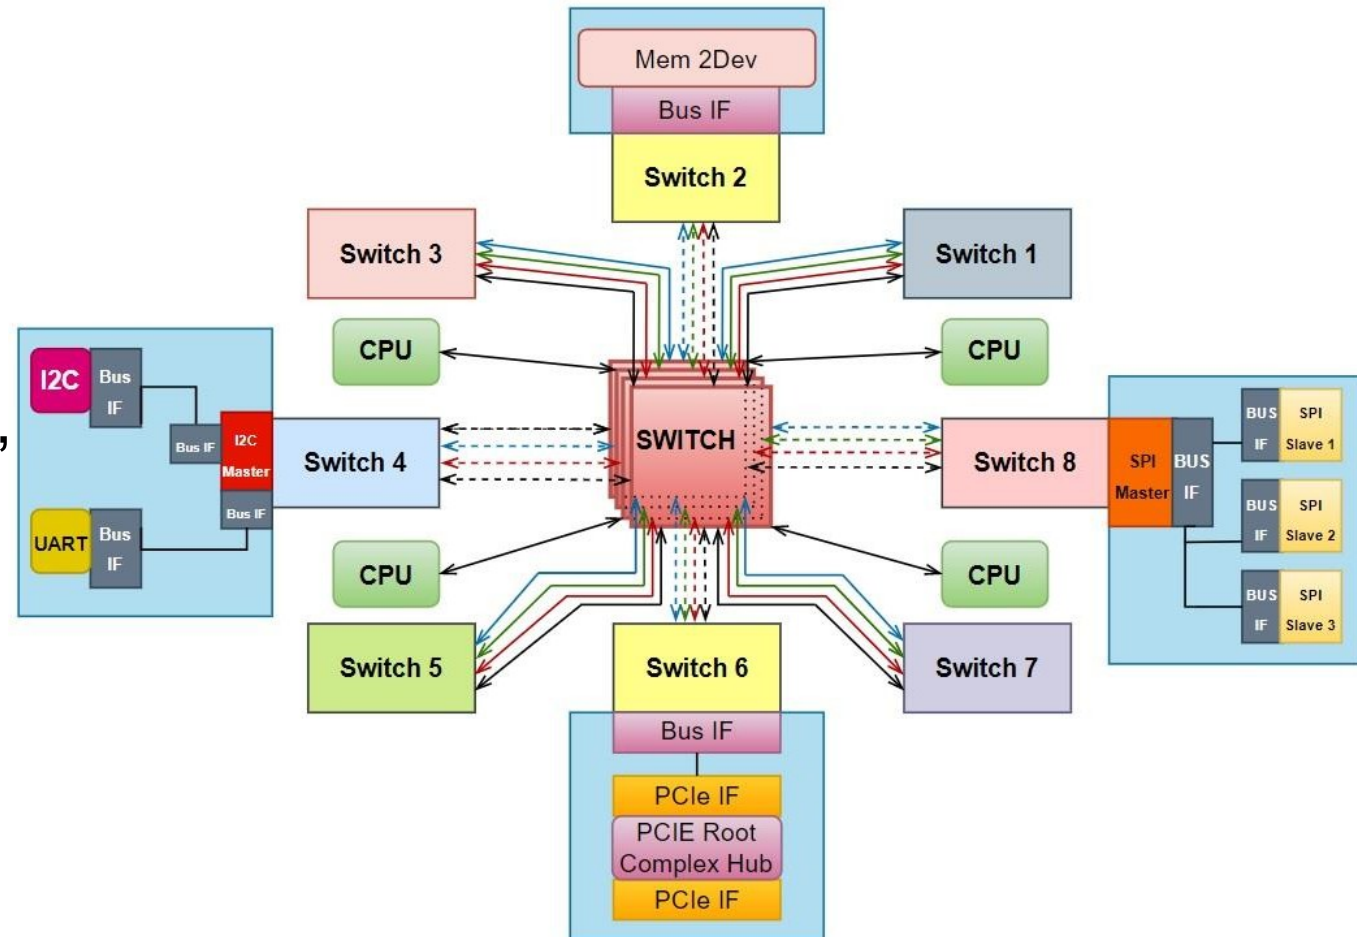 Mem 2Dev
Bus IF
Switch 2
Switch 3
Switch 1
CPU
CPU
I2C
Bus
IF
Bus IF
I2C
Master
Bus IF
UART
Bus
IF
Switch 4
SWITCH
Switch 8
SPI
Master
BUS
IF
BUS
IF
SPI
Slave 1
BUS
IF
SPI
Slave 2
BUS
IF
SPI
Slave 3
,
CPU
CPU
Switch 5
Switch 6
Switch 7
Bus IF
PCIe IF
PCIE Root
Complex Hub
PCIe IF